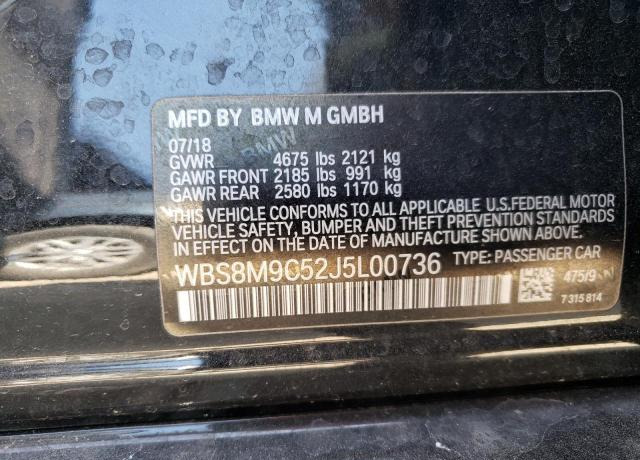 MFD BY BMW M GMBH
07/18
GVWR 4675 lbs 2121 kg
GAWR FRONT 2185 lbs 991 kg
GAWR REAR 2580 lbs 1170 kg
THIS VEHICLE CONFORMS TO ALL APPLICABLE U.S.FEDERAL MOTOR
VEHICLE SAFETY, BUMPER AND THEFT PREVENTION STANDARDS
IN EFFECT ON THE DATE OF MANUFACTURE SHOWN ABOVE.
WBS8M9C52J5L00736 TYPE: PASSENGER CAR
475/9 N
7 315 814
BMW